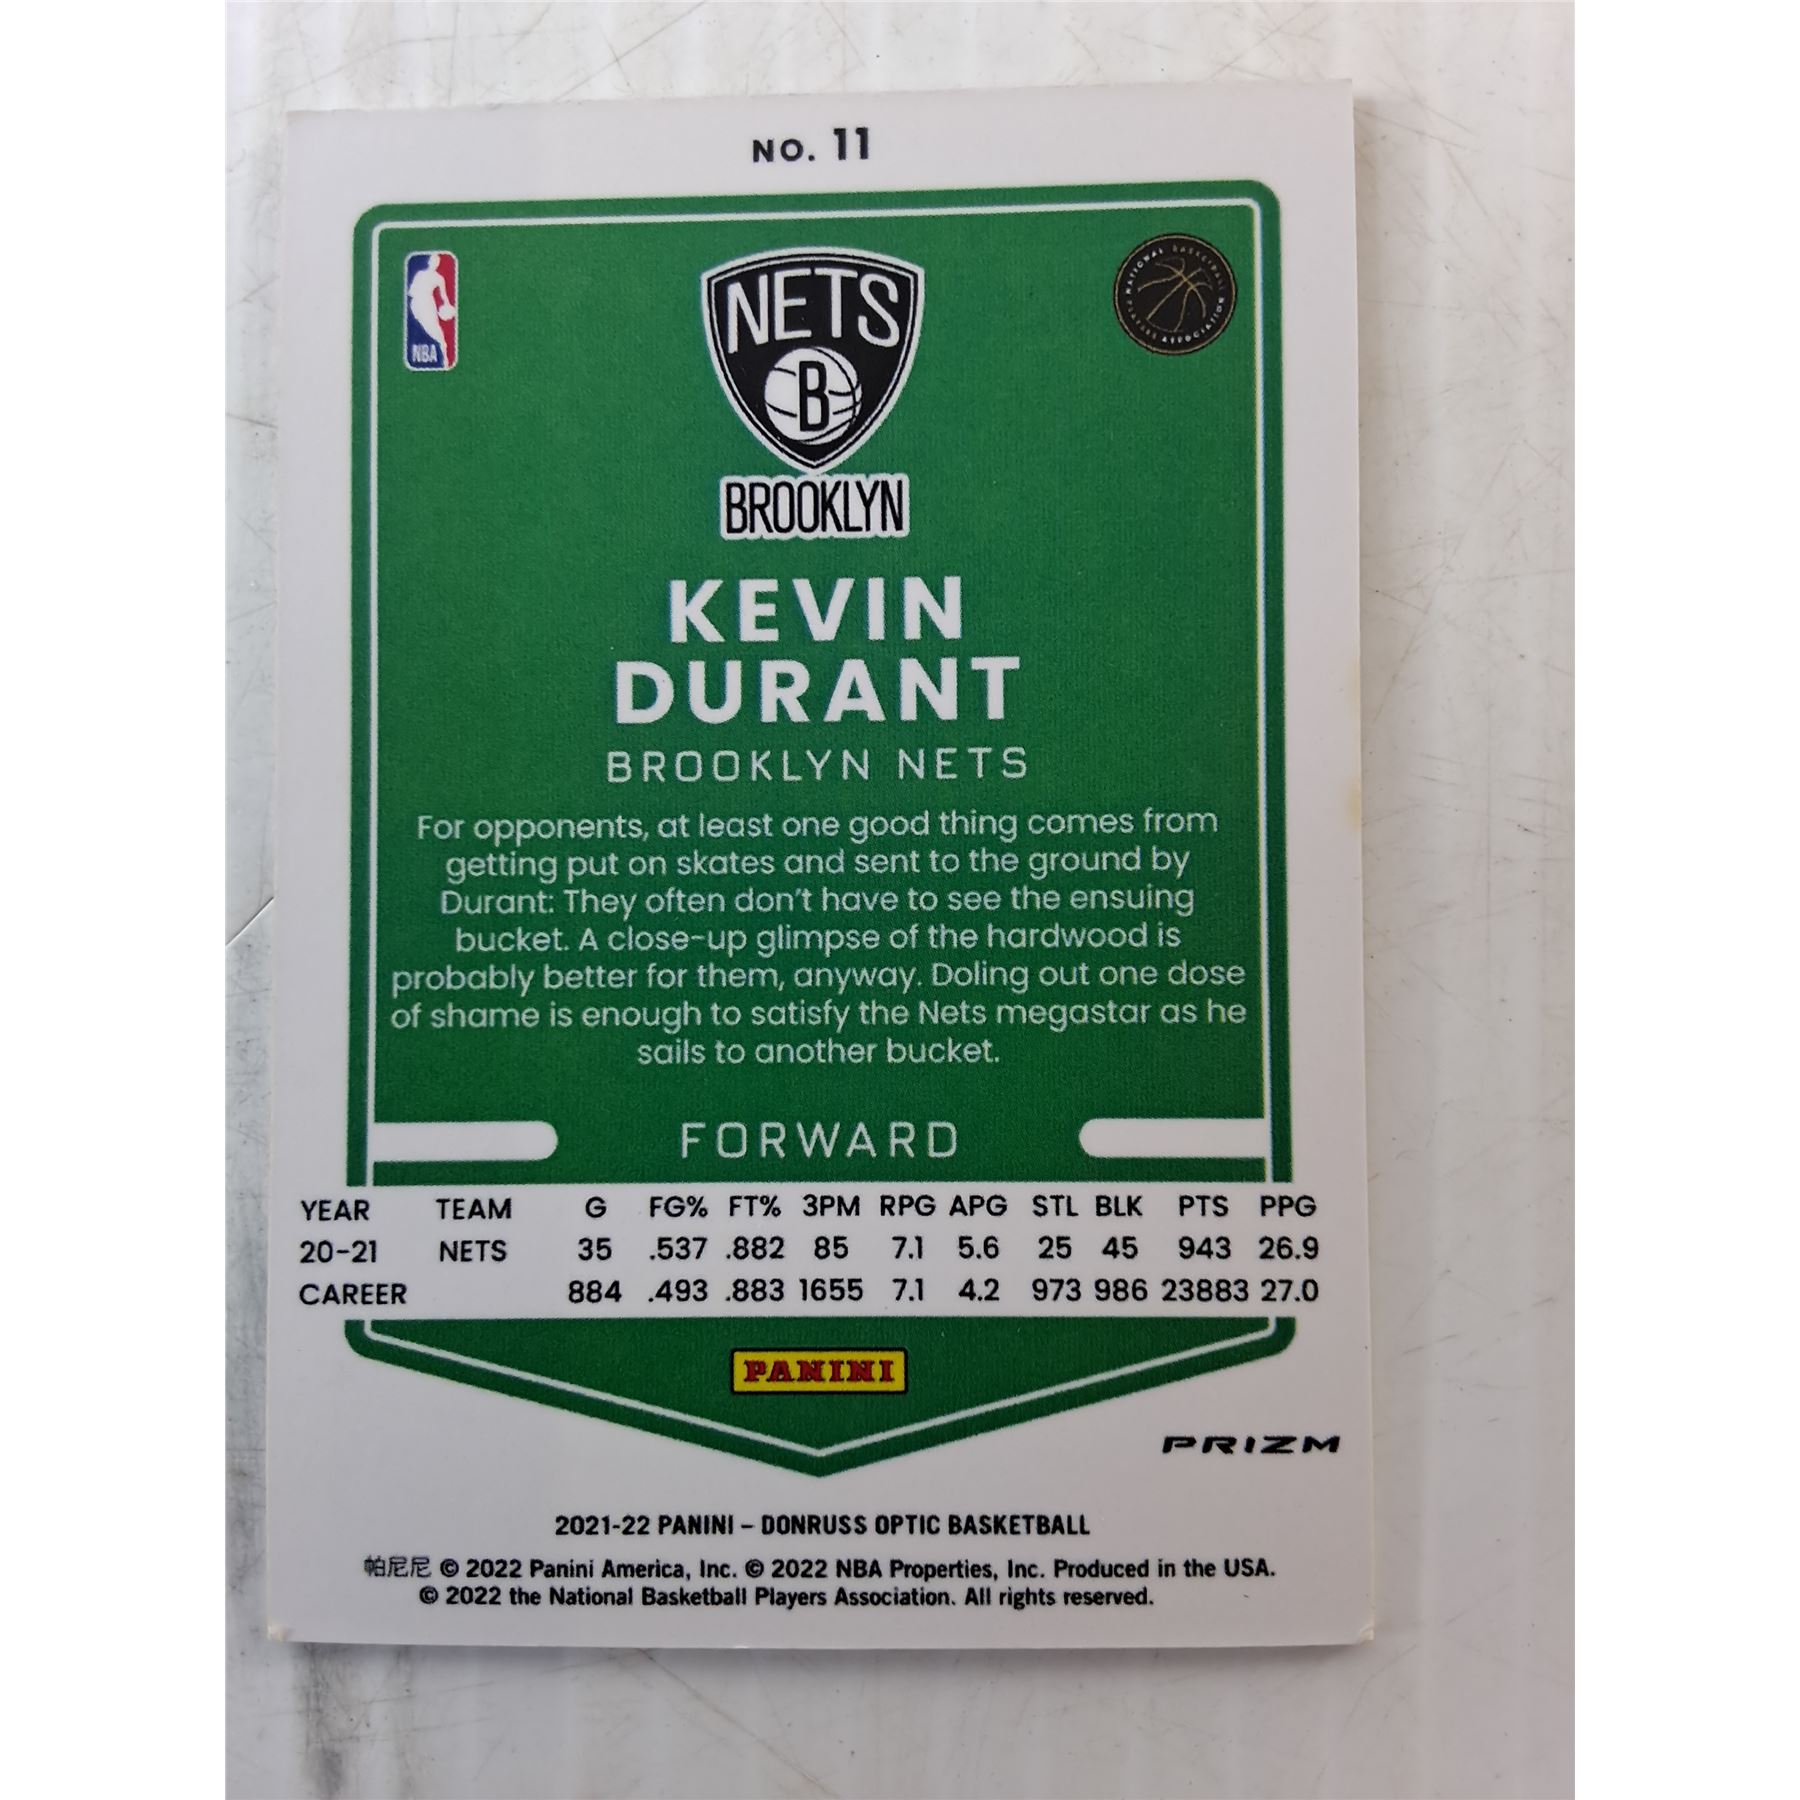 NO. 11
NBA
NETS
B
BROOKLYN
NATIONAL BASKETBALL
PLAYERS ASSOCIATION
KEVIN
DURANT
BROOKLYN NETS
For opponents, at least one good thing comes from
getting put on skates and sent to the ground by
Durant: They often don't have to see the ensuing
bucket. A close-up glimpse of the hardwood is
probably better for them, anyway. Doling out one dose
of shame is enough to satisfy the Nets megastar as he
sails to another bucket.
FORWARD
YEAR TEAM G FG% FT% 3PM RPG APG STL BLK PTS PPG
20-21 NETS 35 .537 .882 85 7.1 5.6 25 45 943 26.9
CAREER 884 .493 .883 1655 7.1 4.2 973 986 23883 27.0
PANINI
PRIZM
2021-22 PANINI – DONRUSS OPTIC BASKETBALL
帕尼尼 © 2022 Panini America, Inc. © 2022 NBA Properties, Inc. Produced in the USA.
© 2022 the National Basketball Players Association. All rights reserved.